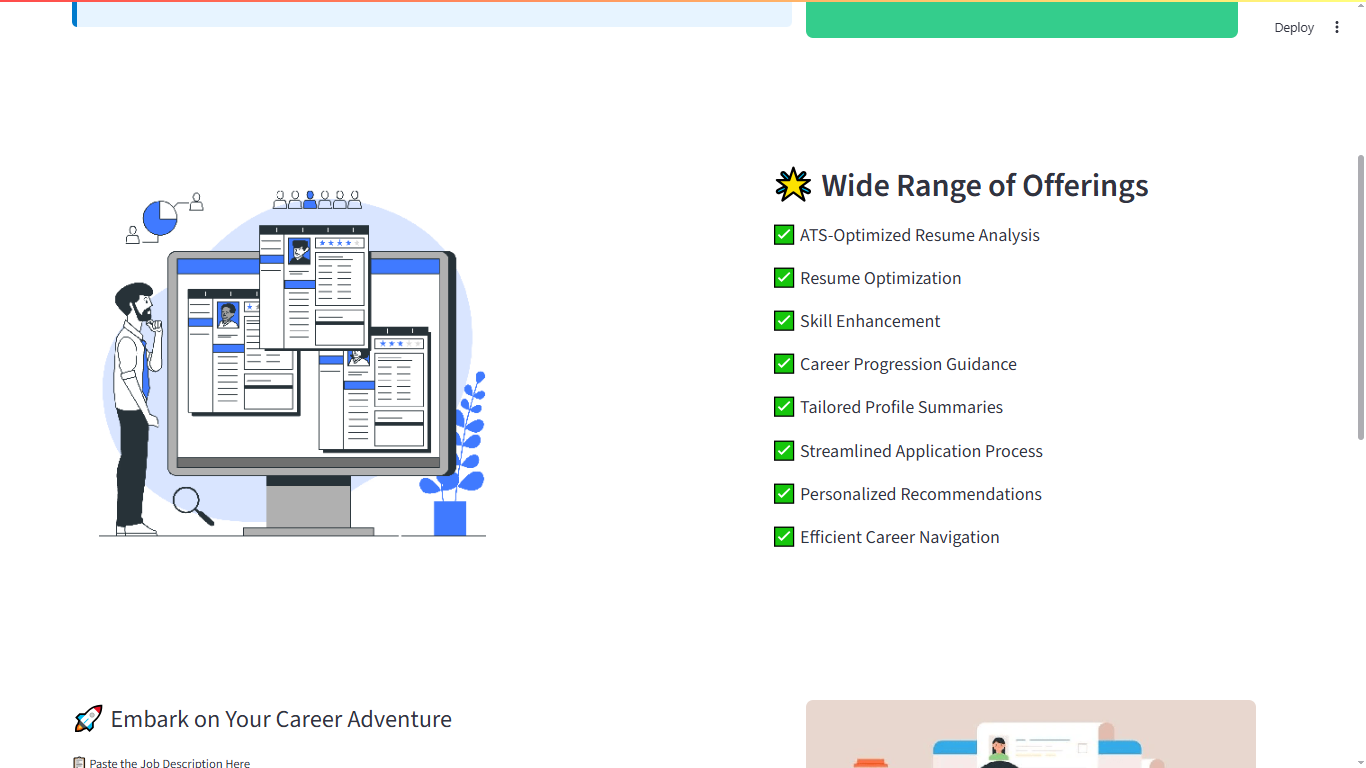 Deploy
🌟 Wide Range of Offerings
✅ ATS-Optimized Resume Analysis
✅ Resume Optimization
✅ Skill Enhancement
✅ Career Progression Guidance
✅ Tailored Profile Summaries
✅ Streamlined Application Process
✅ Personalized Recommendations
✅ Efficient Career Navigation
🚀 Embark on Your Career Adventure
📋 Paste the Job Description Here